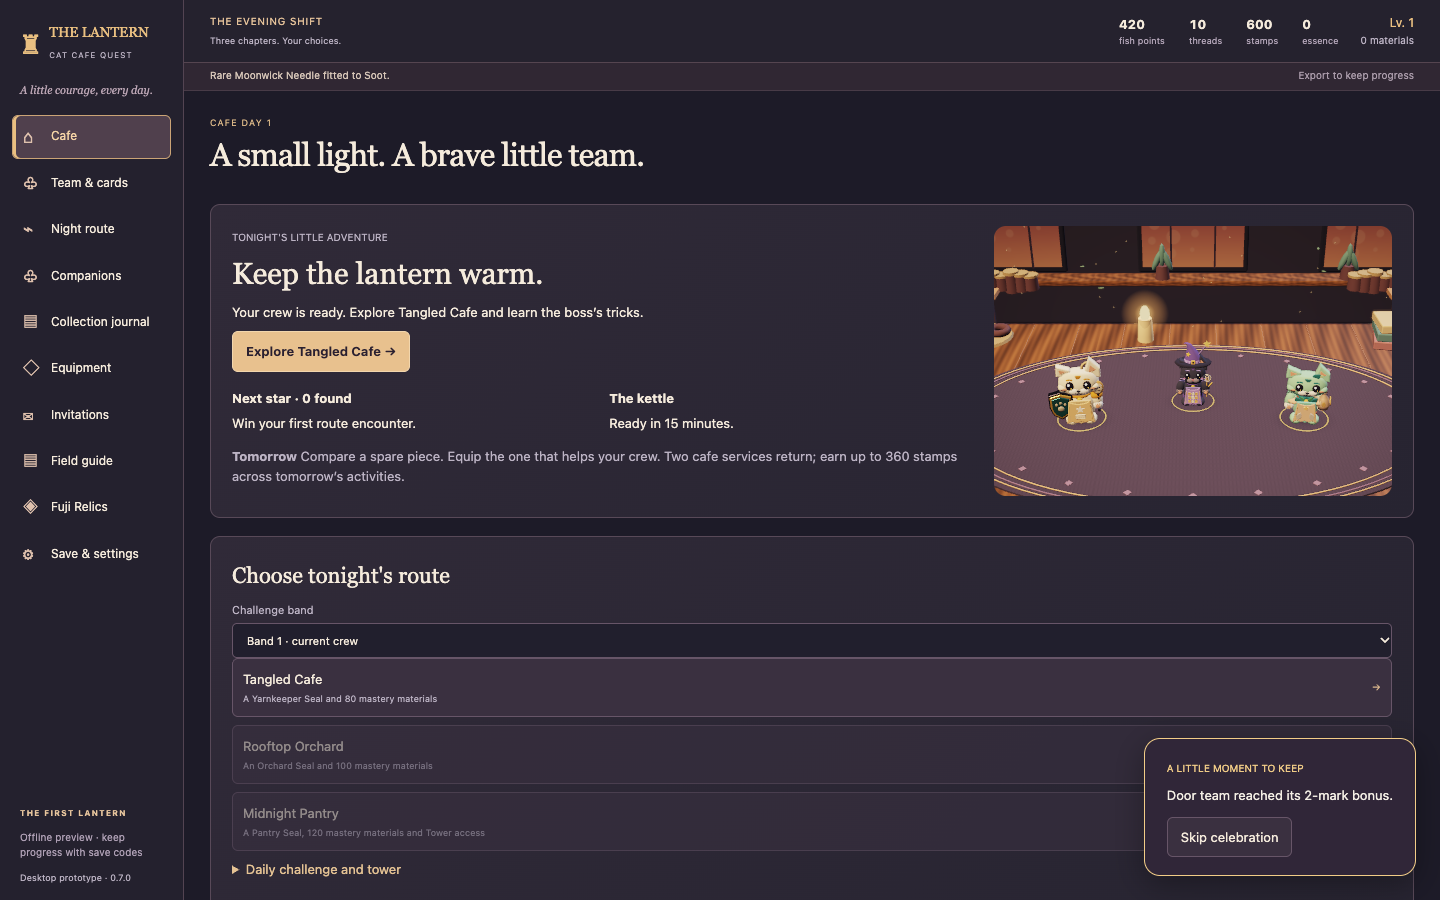 THE LANTERN
CAT CAFE QUEST
A little courage, every day.
Cafe
Team & cards
Night route
Companions
Collection journal
Equipment
Invitations
Field guide
Fuji Relics
Save & settings
THE FIRST LANTERN
Offline preview · keep
progress with save codes
Desktop prototype · 0.7.0
THE EVENING SHIFT
Three chapters. Your choices.
420
fish points
10
threads
600
stamps
0
essence
Lv. 1
0 materials
Rare Moonwick Needle fitted to Soot.
Export to keep progress
CAFE DAY 1
A small light. A brave little team.
TONIGHT'S LITTLE ADVENTURE
Keep the lantern warm.
Your crew is ready. Explore Tangled Cafe and learn the boss's tricks.
Explore Tangled Cafe →
Next star · 0 found
Win your first route encounter.
The kettle
Ready in 15 minutes.
Tomorrow Compare a spare piece. Equip the one that helps your crew. Two cafe services return; earn up to 360 stamps
across tomorrow's activities.
Choose tonight's route
Challenge band
Band 1 · current crew
Tangled Cafe
A Yarnkeeper Seal and 80 mastery materials
→
Rooftop Orchard
An Orchard Seal and 100 mastery materials
Midnight Pantry
A Pantry Seal, 120 mastery materials and Tower access
Daily challenge and tower
A LITTLE MOMENT TO KEEP
Door team reached its 2-mark bonus.
Skip celebration